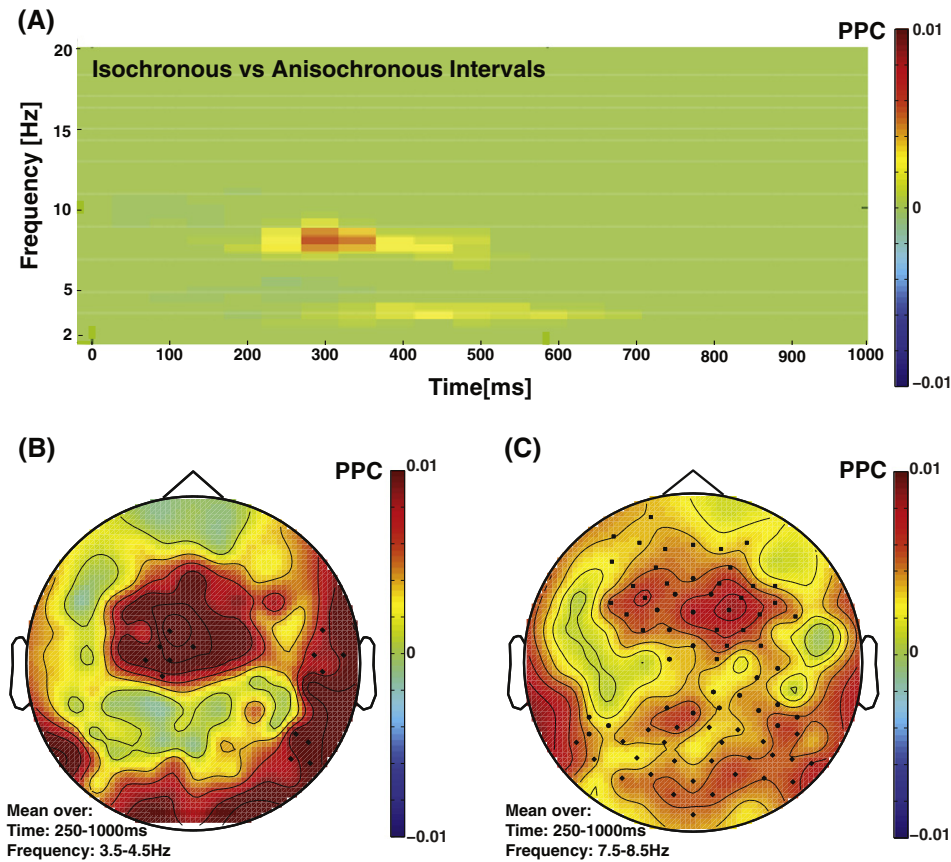 (A)
PPC
0.01
0
−0.01
Isochronous vs Anisochronous Intervals
Frequency [Hz]
20
15
10
5
2
0 100 200 300 400 500 600 700 800 900 1000
Time[ms]
(B)
PPC
0.01
0
−0.01
Mean over:
Time: 250-1000ms
Frequency: 3.5-4.5Hz
(C)
PPC
0.01
0
−0.01
Mean over:
Time: 250-1000ms
Frequency: 7.5-8.5Hz